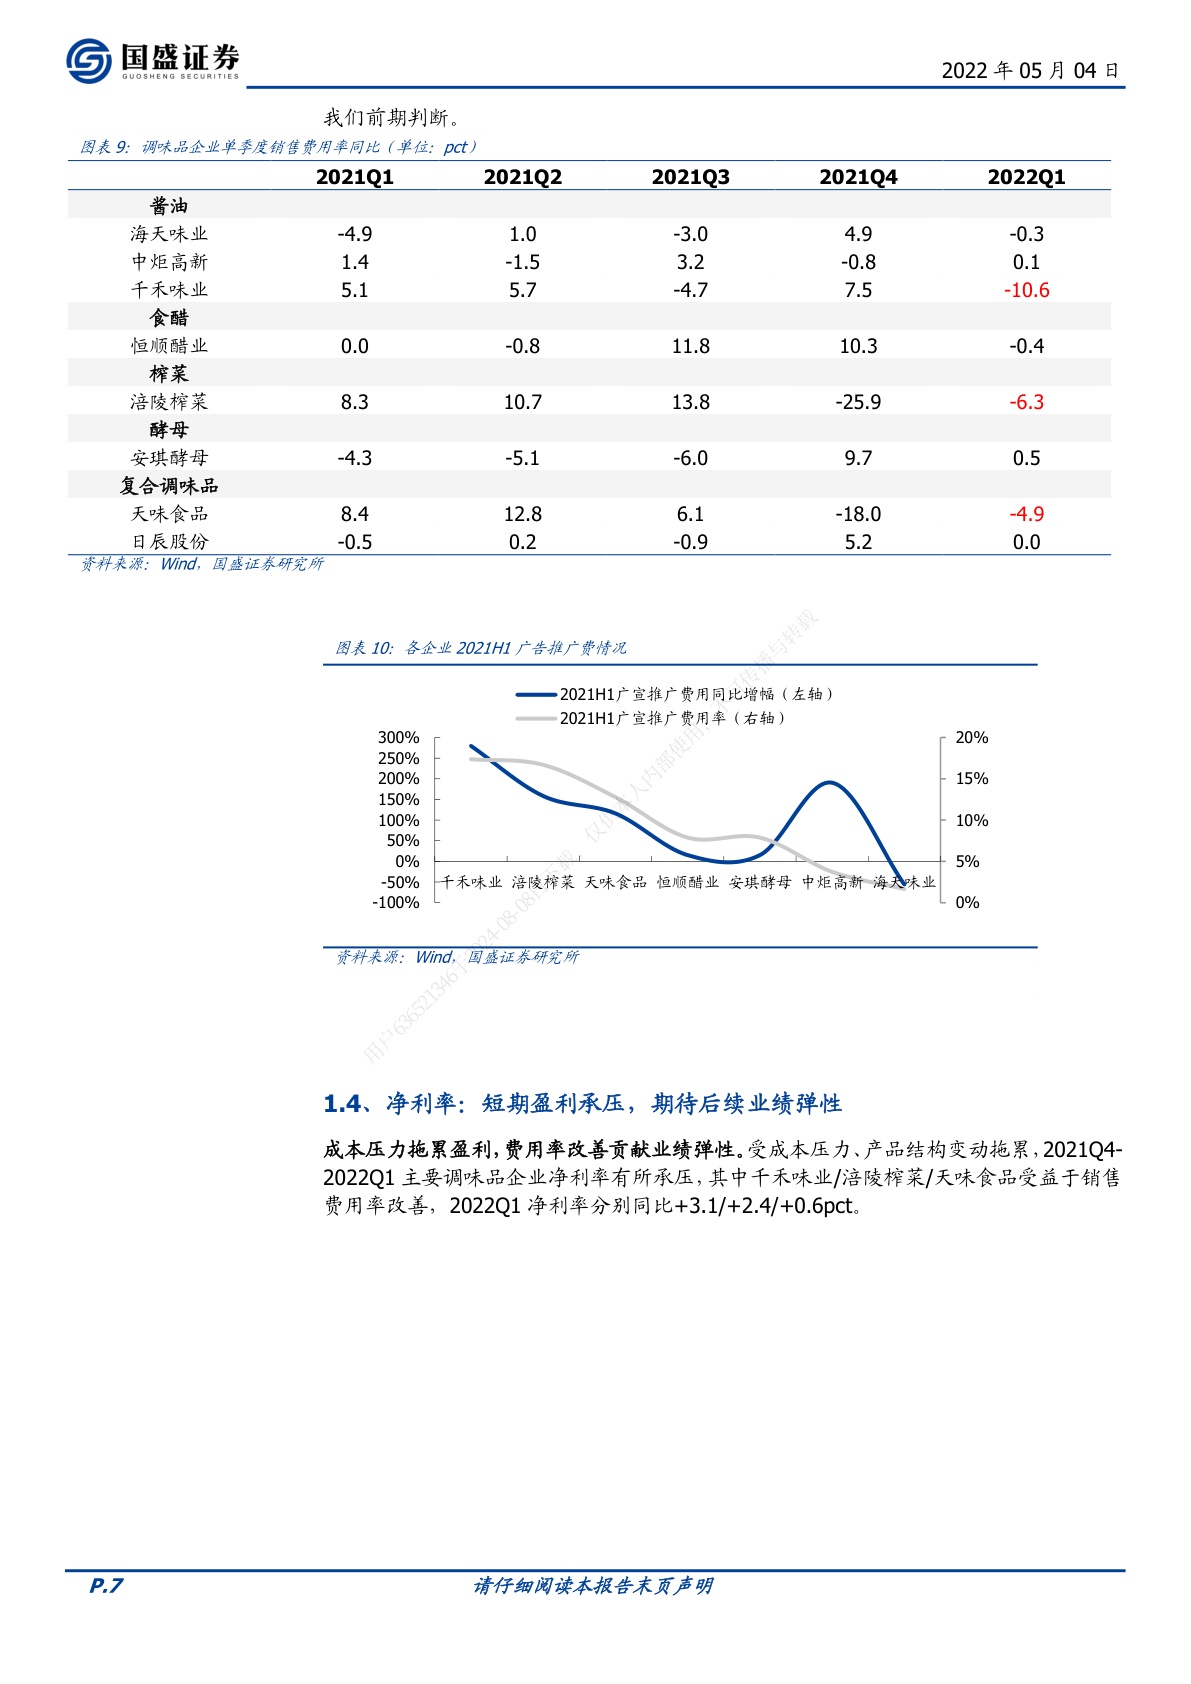 国盛证券
GUOSHENG SECURITIES
2022 年 05 月 04 日
我们前期判断。
图表 9：调味品企业单季度销售费用率同比（单位：pct）
2021Q1 2021Q2 2021Q3 2021Q4 2022Q1
酱油
海天味业 -4.9 1.0 -3.0 4.9 -0.3
中炬高新 1.4 -1.5 3.2 -0.8 0.1
千禾味业 5.1 5.7 -4.7 7.5 -10.6
食醋
恒顺醋业 0.0 -0.8 11.8 10.3 -0.4
榨菜
涪陵榨菜 8.3 10.7 13.8 -25.9 -6.3
酵母
安琪酵母 -4.3 -5.1 -6.0 9.7 0.5
复合调味品
天味食品 8.4 12.8 6.1 -18.0 -4.9
日辰股份 -0.5 0.2 -0.9 5.2 0.0
资料来源：Wind，国盛证券研究所
图表 10：各企业 2021H1 广告推广费情况
2021H1广宣推广费用同比增幅（左轴）
2021H1广宣推广费用率（右轴）
300% 20%
250%
200% 15%
150%
100% 10%
50%
0% 5%
-50% 千禾味业 涪陵榨菜 天味食品 恒顺醋业 安琪酵母 中炬高新 海天味业
-100% 0%
资料来源：Wind，国盛证券研究所
1.4、净利率：短期盈利承压，期待后续业绩弹性
成本压力拖累盈利，费用率改善贡献业绩弹性。受成本压力、产品结构变动拖累，2021Q4-
2022Q1 主要调味品企业净利率有所承压，其中千禾味业/涪陵榨菜/天味食品受益于销售
费用率改善，2022Q1 净利率分别同比+3.1/+2.4/+0.6pct。
P.7 请仔细阅读本报告末页声明